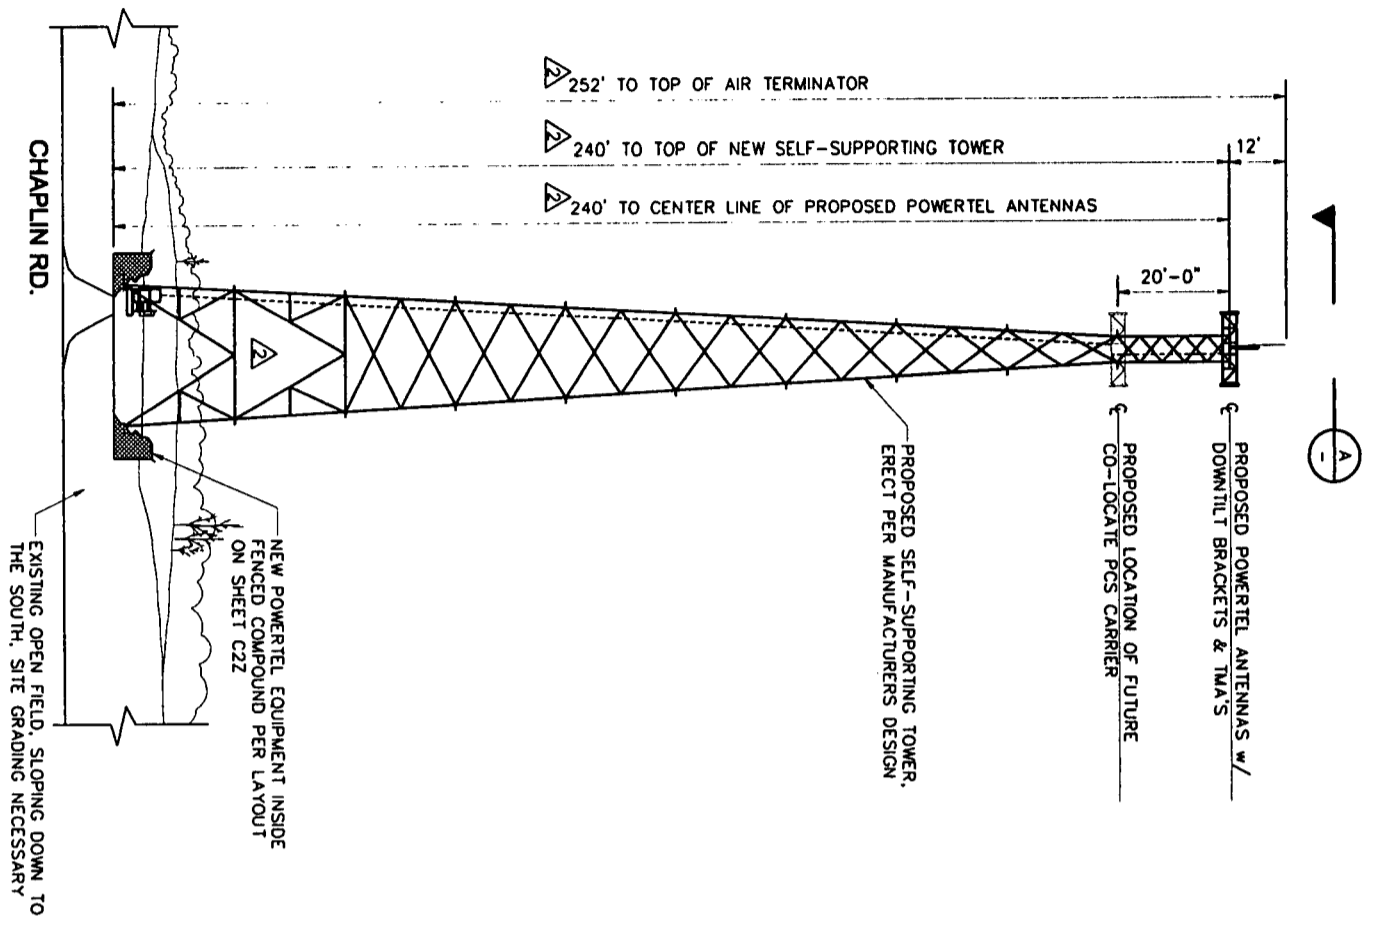 252' TO TOP OF AIR TERMINATOR
2
240' TO TOP OF NEW SELF-SUPPORTING TOWER
2
12'
240' TO CENTER LINE OF PROPOSED POWERTEL ANTENNAS
2
20'-0"
CHAPLIN RD.
2
A
-
℄ PROPOSED POWERTEL ANTENNAS w/
DOWNTILT BRACKETS & TMA'S
℄ PROPOSED LOCATION OF FUTURE
CO-LOCATE PCS CARRIER
PROPOSED SELF-SUPPORTING TOWER,
ERECT PER MANUFACTURERS DESIGN
NEW POWERTEL EQUIPMENT INSIDE
FENCED COMPOUND PER LAYOUT
ON SHEET C2Z
EXISTING OPEN FIELD, SLOPING DOWN TO
THE SOUTH, SITE GRADING NECESSARY